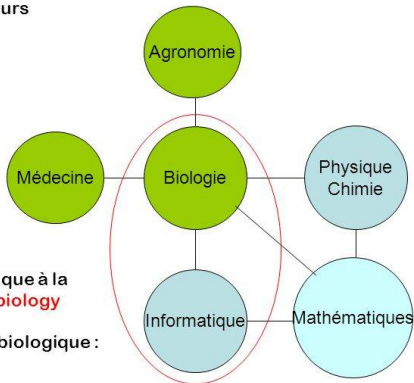 urs
Agronomie
Médecine
Biologie
Physique
Chimie
que à la
biology
Informatique
Mathématiques
biologique :